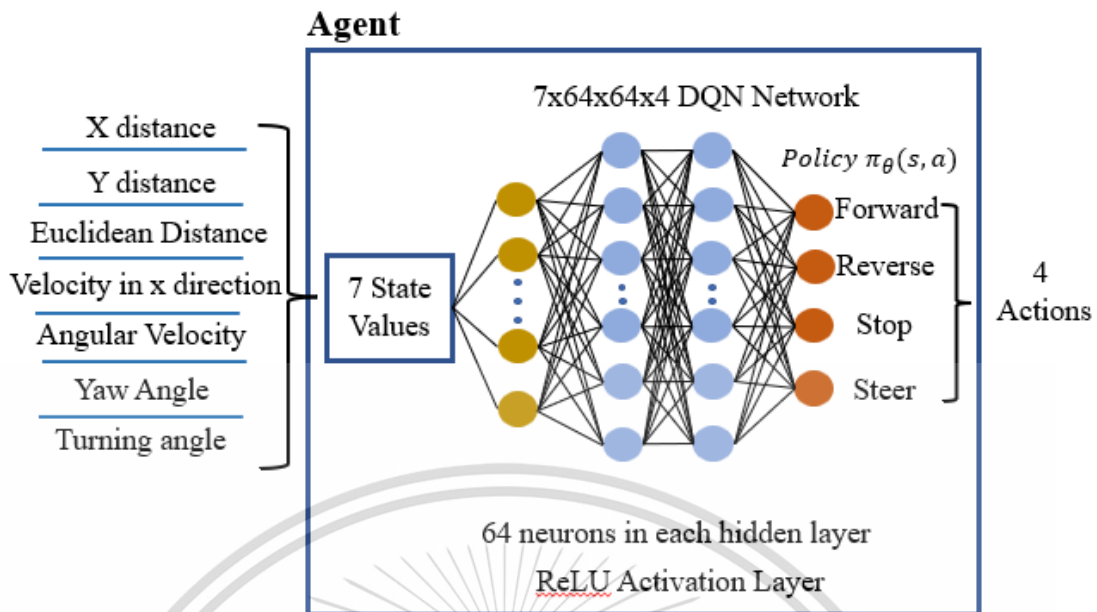 Agent
7x64x64x4 DQN Network
X distance
Y distance
Euclidean Distance
Velocity in x direction
Angular Velocity
Yaw Angle
Turning angle
7 State
Values
Policy π_θ(s, a)
Forward
Reverse
Stop
Steer
4
Actions
64 neurons in each hidden layer
ReLU Activation Layer